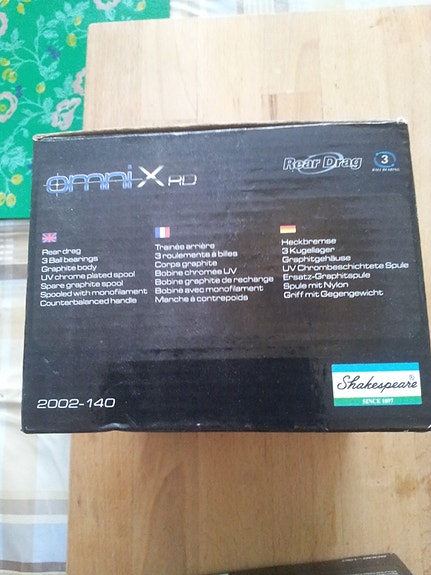 omni-X RD
Rear Drag
3
Rear drag
3 Ball bearings
Graphite body
UV chrome plated spool
Spare graphite spool
Spooled with monofilament
Counterbalanced handle
Trainée arrière
3 roulements à billes
Corps graphite
Bobine chromée UV
Bobine graphite de rechange
Bobine avec monofilament
Manche à contrepoids
Heckbremse
3 Kugellager
Graphitgehäuse
UV Chrombeschichtete Spule
Ersatz-Graphitspule
Spule mit Nylon
Griff mit Gegengewicht
2002-140
Shakespeare®
SINCE 1897